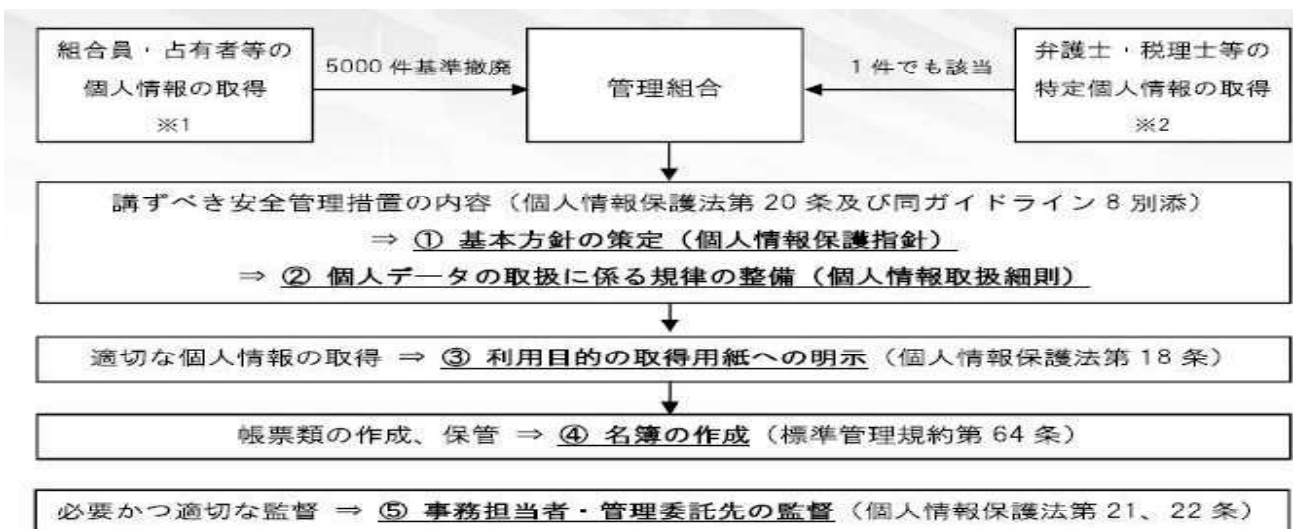 組合員・占有者等の
個人情報の取得
※1
5000 件基準撤廃
管理組合
1 件でも該当
弁護士・税理士等の
特定個人情報の取得
※2
講ずべき安全管理措置の内容（個人情報保護法第 20 条及び同ガイドライン 8 別添）
⇒ ① 基本方針の策定（個人情報保護指針）
⇒ ② 個人データの取扱に係る規律の整備（個人情報取扱細則）
適切な個人情報の取得 ⇒ ③ 利用目的の取得用紙への明示（個人情報保護法第 18 条）
帳票類の作成、保管 ⇒ ④ 名簿の作成（標準管理規約第 64 条）
必要かつ適切な監督 ⇒ ⑤ 事務担当者・管理委託先の監督（個人情報保護法第 21、22 条）